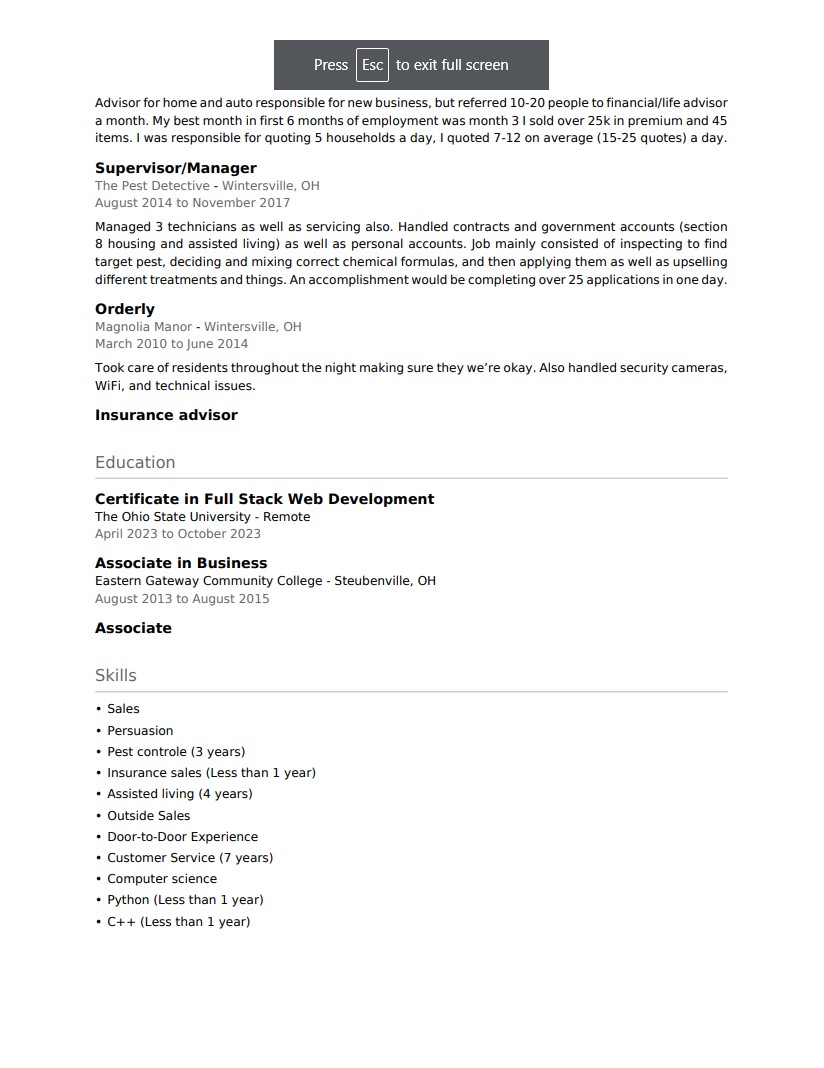 Press Esc to exit full screen
Advisor for home and auto responsible for new business, but referred 10-20 people to financial/life advisor
a month. My best month in first 6 months of employment was month 3 I sold over 25k in premium and 45
items. I was responsible for quoting 5 households a day, I quoted 7-12 on average (15-25 quotes) a day.
Supervisor/Manager
The Pest Detective - Wintersville, OH
August 2014 to November 2017
Managed 3 technicians as well as servicing also. Handled contracts and government accounts (section
8 housing and assisted living) as well as personal accounts. Job mainly consisted of inspecting to find
target pest, deciding and mixing correct chemical formulas, and then applying them as well as upselling
different treatments and things. An accomplishment would be completing over 25 applications in one day.
Orderly
Magnolia Manor - Wintersville, OH
March 2010 to June 2014
Took care of residents throughout the night making sure they we’re okay. Also handled security cameras,
WiFi, and technical issues.
Insurance advisor
Education
Certificate in Full Stack Web Development
The Ohio State University - Remote
April 2023 to October 2023
Associate in Business
Eastern Gateway Community College - Steubenville, OH
August 2013 to August 2015
Associate
Skills
• Sales
• Persuasion
• Pest controle (3 years)
• Insurance sales (Less than 1 year)
• Assisted living (4 years)
• Outside Sales
• Door-to-Door Experience
• Customer Service (7 years)
• Computer science
• Python (Less than 1 year)
• C++ (Less than 1 year)